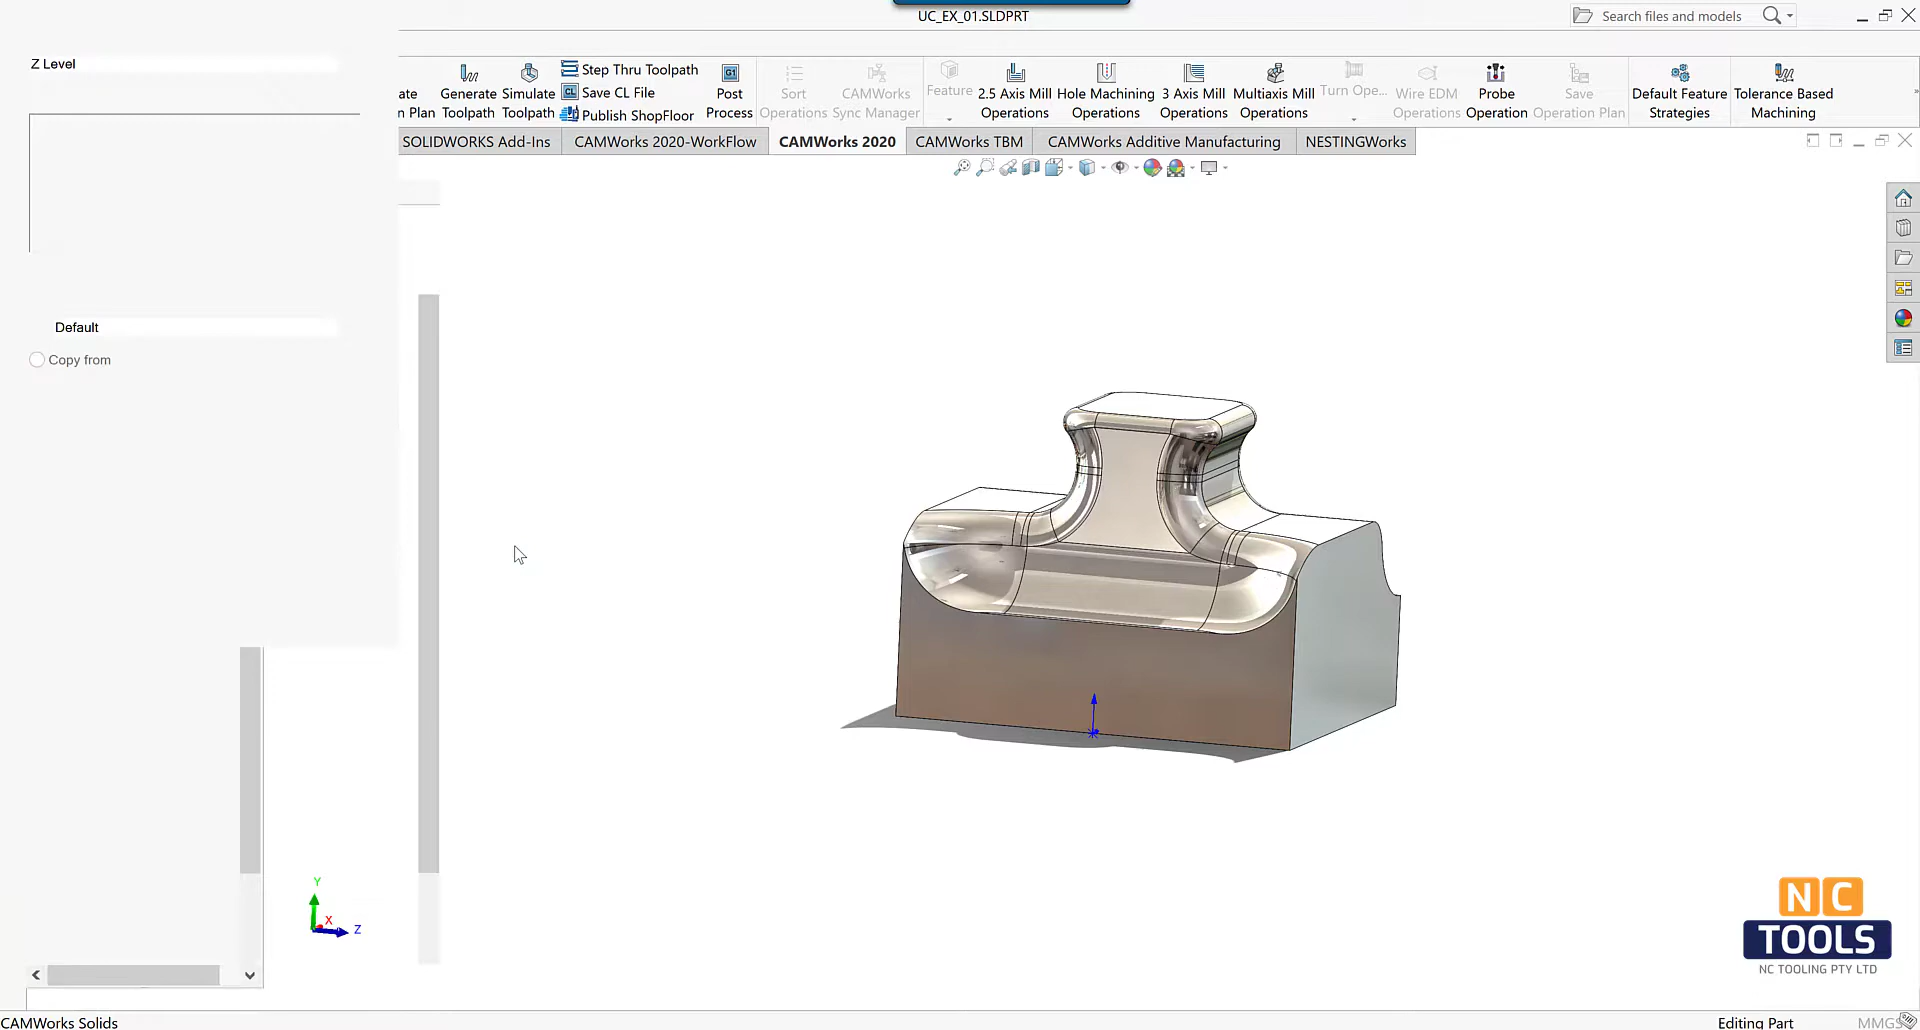 UC_EX_01.SLDPRT
Search files and models
Z Level
ate
n Plan
Generate
Toolpath
Simulate
Toolpath
Step Thru Toolpath
Save CL File
Publish ShopFloor
G1
CL
Post
Process
Sort
Operations
CAMWorks
Sync Manager
Feature
2.5 Axis Mill
Operations
Hole Machining
Operations
3 Axis Mill
Operations
Multiaxis Mill
Operations
Turn Ope...
Wire EDM
Operations
Probe
Operation
Save
Operation Plan
Default Feature
Strategies
Tolerance Based
Machining
SOLIDWORKS Add-Ins
CAMWorks 2020-WorkFlow
CAMWorks 2020
CAMWorks TBM
CAMWorks Additive Manufacturing
NESTINGWorks
Default
Copy from
Y
X
Z
NC
TOOLS
NC TOOLING PTY LTD
CAMWorks Solids
Editing Part
MMGS